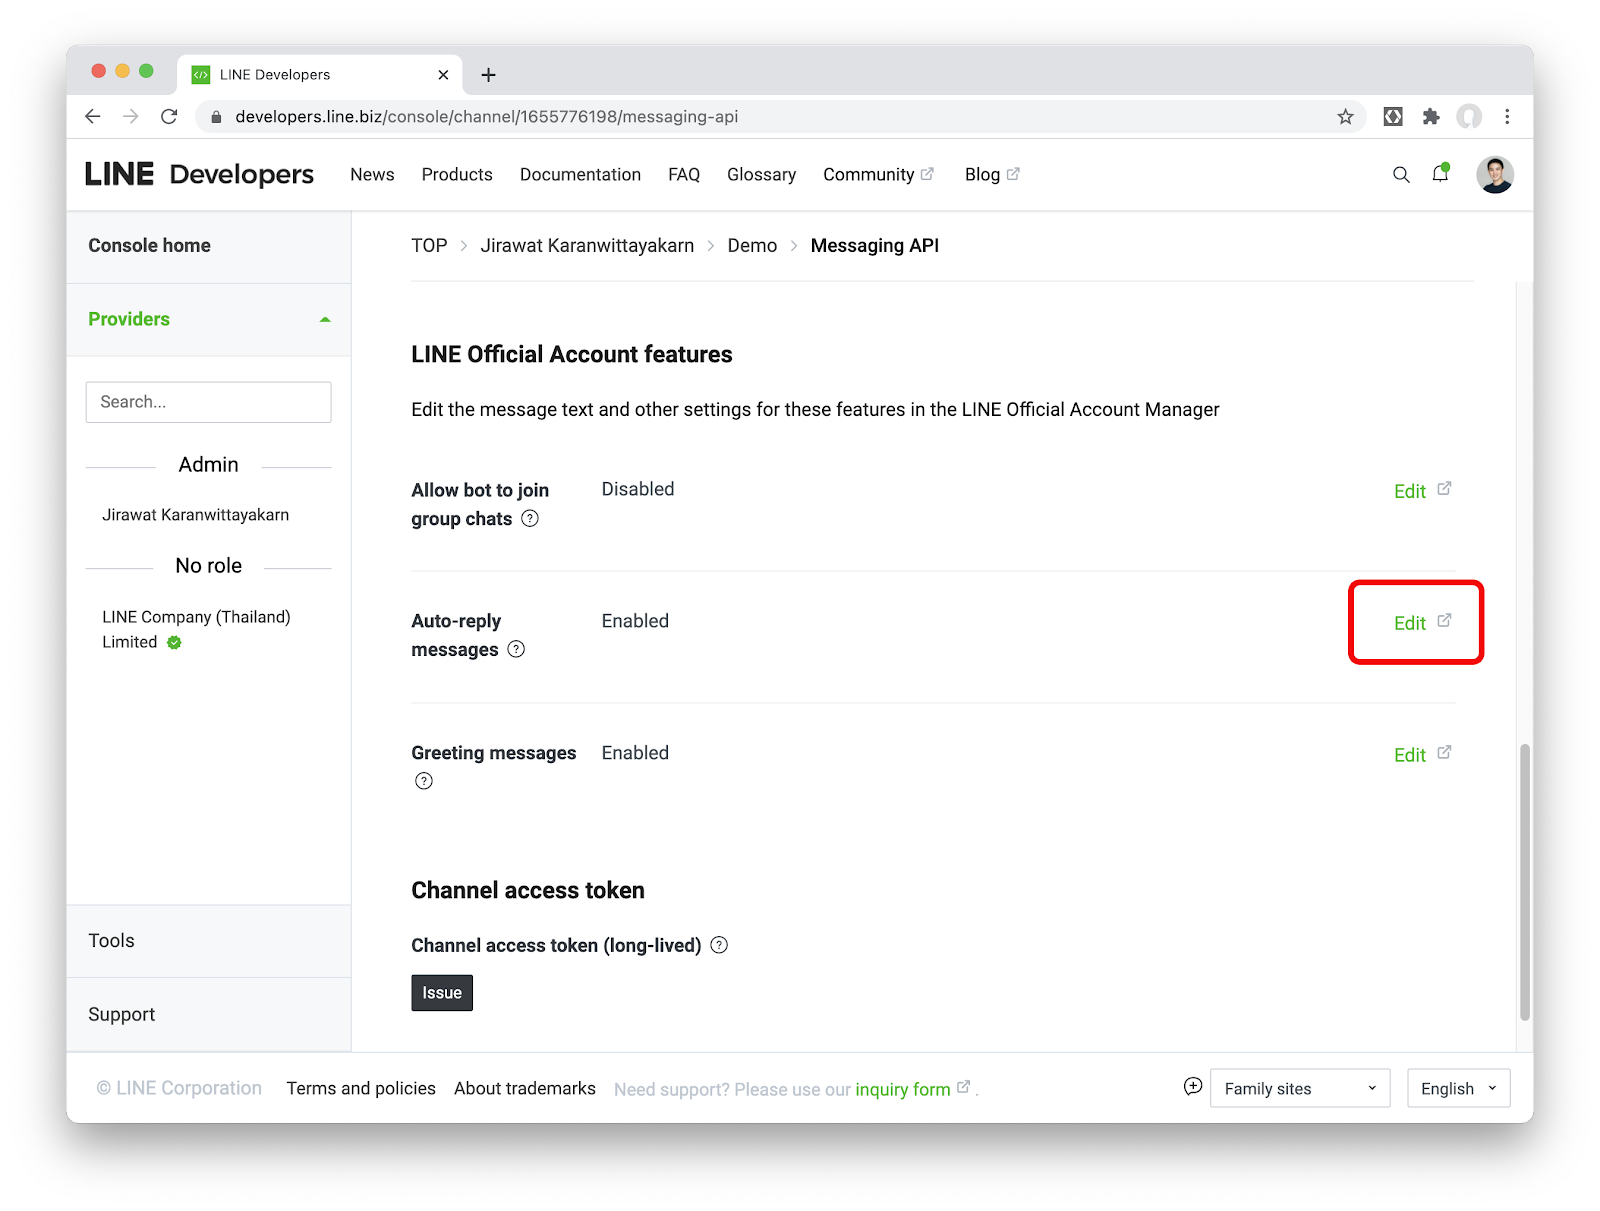 LINE Developers
developers.line.biz/console/channel/1655776198/messaging-api
LINE Developers News Products Documentation FAQ Glossary Community Blog
Console home
Providers
Search...
Admin
Jirawat Karanwittayakarn
No role
LINE Company (Thailand)
Limited
Tools
Support
TOP > Jirawat Karanwittayakarn > Demo > Messaging API
LINE Official Account features
Edit the message text and other settings for these features in the LINE Official Account Manager
Allow bot to join Disabled Edit
group chats ?
Auto-reply Enabled Edit
messages ?
Greeting messages Enabled Edit
?
Channel access token
Channel access token (long-lived) ?
Issue
© LINE Corporation Terms and policies About trademarks Need support? Please use our inquiry form . Family sites English